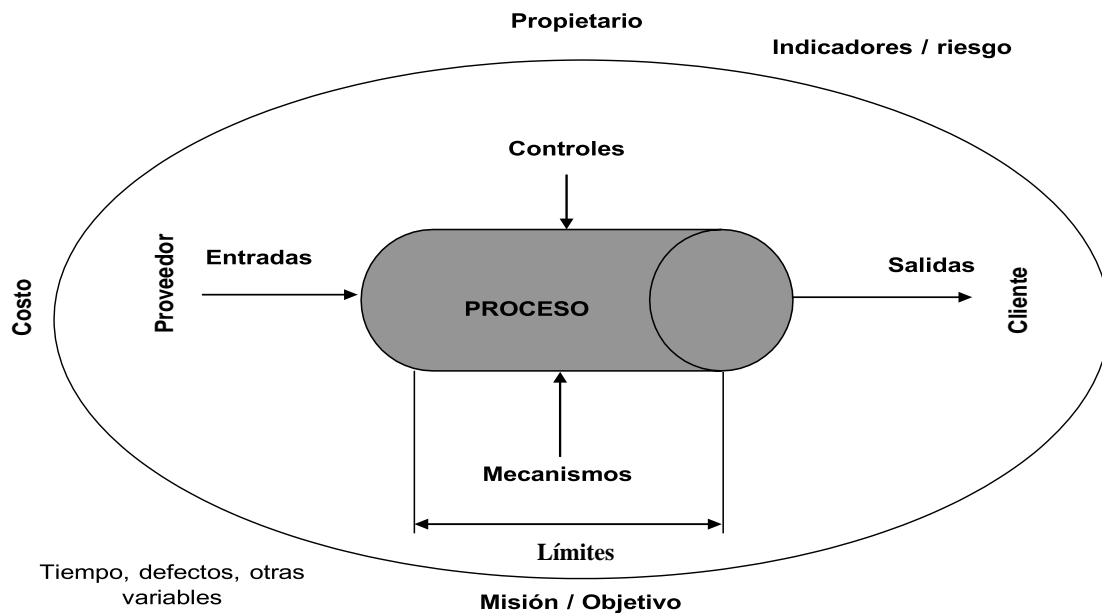 Propietario
Indicadores / riesgo
Controles
Costo
Proveedor
Entradas
PROCESO
Salidas
Cliente
Mecanismos
Límites
Tiempo, defectos, otras
variables
Misión / Objetivo